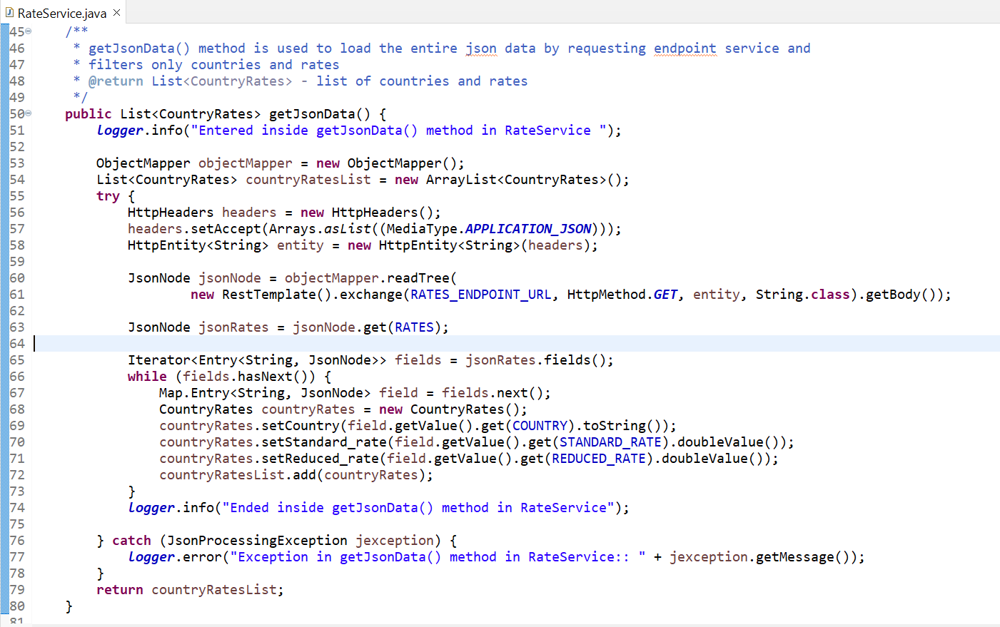 RateService.java
45 /**
46 * getJsonData() method is used to load the entire json data by requesting endpoint service and
47 * filters only countries and rates
48 * @return List<CountryRates> - list of countries and rates
49 */
50 public List<CountryRates> getJsonData() {
51 logger.info("Entered inside getJsonData() method in RateService ");
52
53 ObjectMapper objectMapper = new ObjectMapper();
54 List<CountryRates> countryRatesList = new ArrayList<CountryRates>();
55 try {
56 HttpHeaders headers = new HttpHeaders();
57 headers.setAccept(Arrays.asList((MediaType.APPLICATION_JSON)));
58 HttpEntity<String> entity = new HttpEntity<String>(headers);
59
60 JsonNode jsonNode = objectMapper.readTree(
61 new RestTemplate().exchange(RATES_ENDPOINT_URL, HttpMethod.GET, entity, String.class).getBody());
62
63 JsonNode jsonRates = jsonNode.get(RATES);
64
65 Iterator<Entry<String, JsonNode>> fields = jsonRates.fields();
66 while (fields.hasNext()) {
67 Map.Entry<String, JsonNode> field = fields.next();
68 CountryRates countryRates = new CountryRates();
69 countryRates.setCountry(field.getValue().get(COUNTRY).toString());
70 countryRates.setStandard_rate(field.getValue().get(STANDARD_RATE).doubleValue());
71 countryRates.setReduced_rate(field.getValue().get(REDUCED_RATE).doubleValue());
72 countryRatesList.add(countryRates);
73 }
74 logger.info("Ended inside getJsonData() method in RateService");
75
76 } catch (JsonProcessingException jexception) {
77 logger.error("Exception in getJsonData() method in RateService:: " + jexception.getMessage());
78 }
79 return countryRatesList;
80 }
81